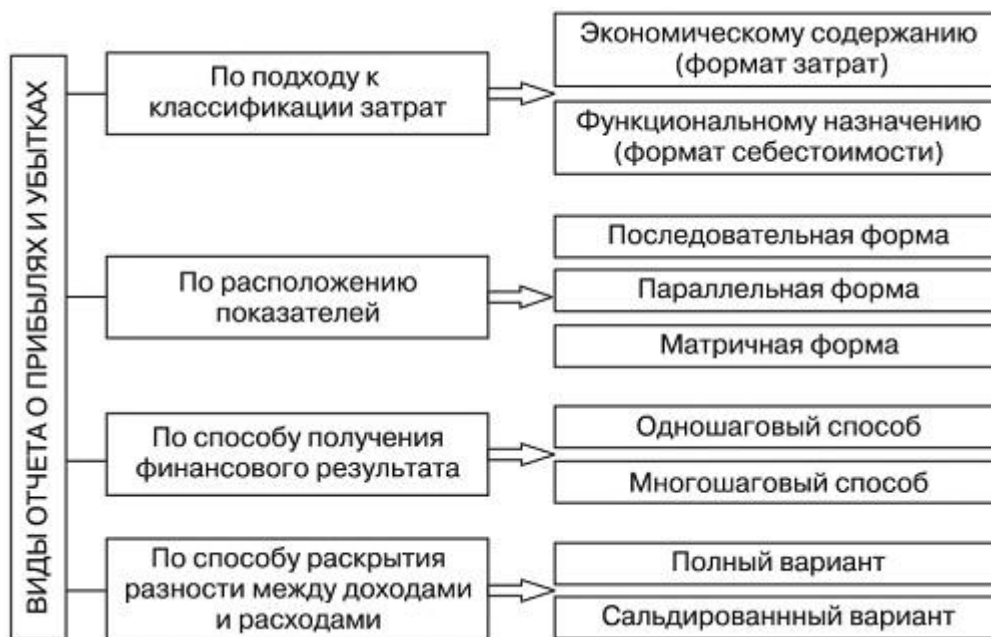 ВИДЫ ОТЧЕТА О ПРИБЫЛЯХ И УБЫТКАХ
По подходу к
классификации затрат
Экономическому содержанию
(формат затрат)
Функциональному назначению
(формат себестоимости)
По расположению
показателей
Последовательная форма
Параллельная форма
Матричная форма
По способу получения
финансового результата
Одношаговый способ
Многошаговый способ
По способу раскрытия
разности между доходами
и расходами
Полный вариант
Сальдированнный вариант